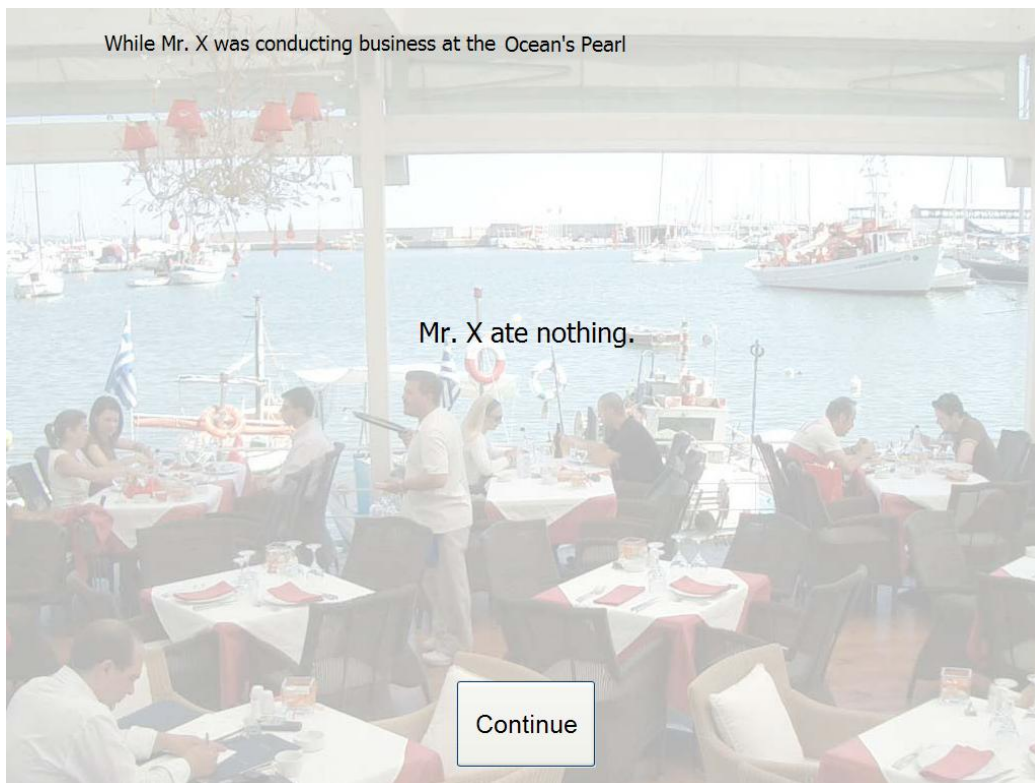 While Mr. X was conducting business at the Ocean's Pearl
Mr. X ate nothing.
Continue